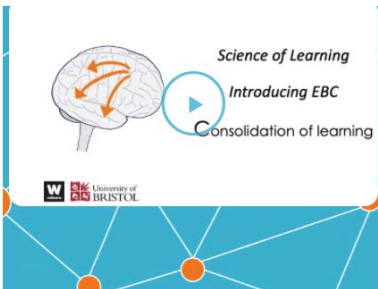 Science of Learning
Introducing EBC
Consolidation of learning
W
University of
BRISTOL